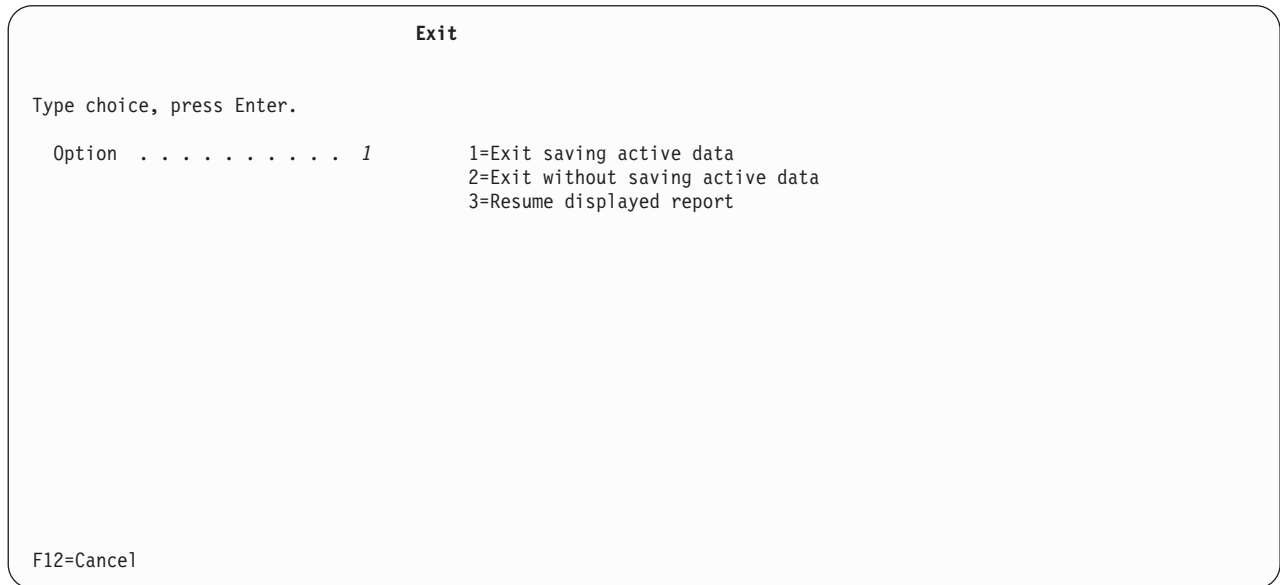 Exit
Type choice, press Enter.
Option . . . . . . . . . . 1 1=Exit saving active data
2=Exit without saving active data
3=Resume displayed report
F12=Cancel